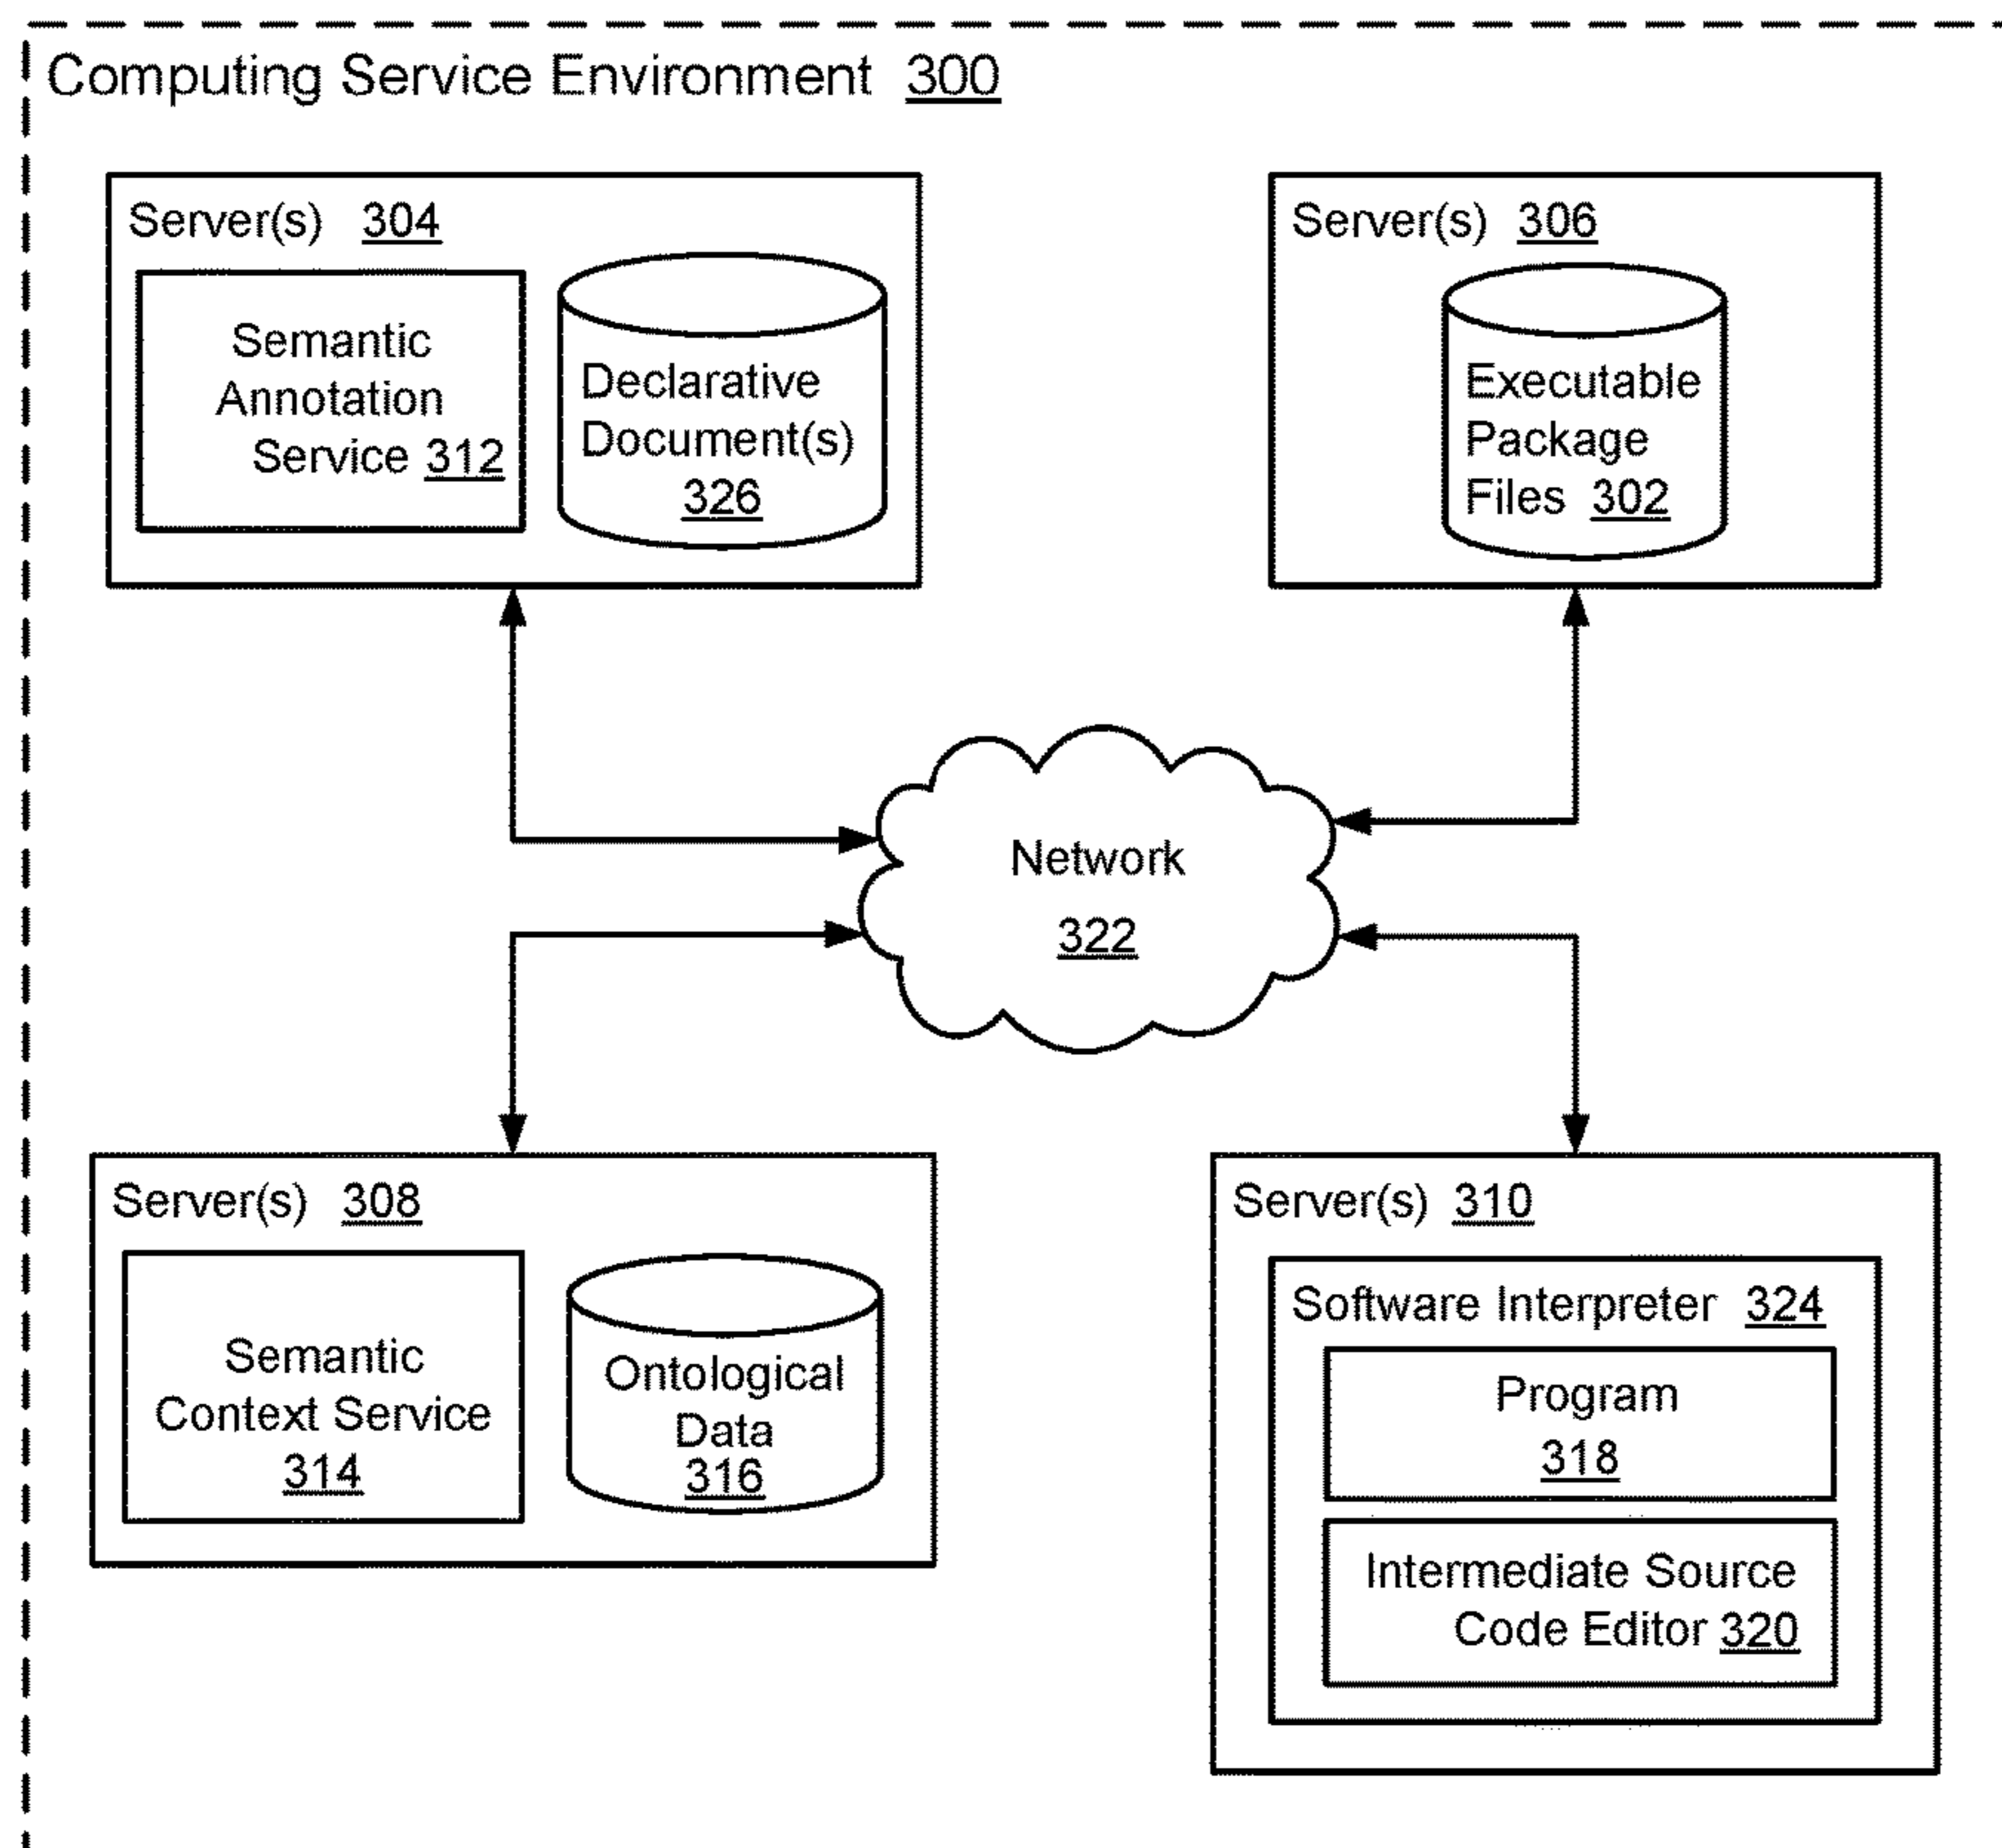 Computing Service Environment 300
Server(s) 304
Semantic
Annotation
Service 312
Declarative
Document(s)
326
Server(s) 306
Executable
Package
Files 302
Network
322
Server(s) 308
Semantic
Context Service
314
Ontological
Data
316
Server(s) 310
Software Interpreter 324
Program
318
Intermediate Source
Code Editor 320